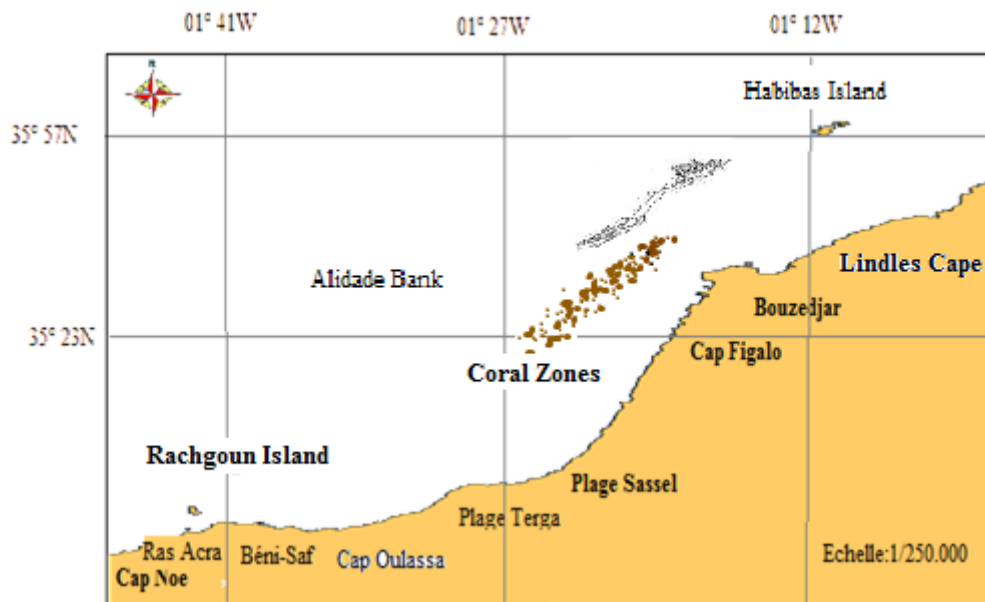 01° 41W
01° 27W
01° 12W
N
Habibas Island
35° 57N
Lindles Cape
Alidade Bank
Bouzedjar
35° 23N
Cap Figalo
Coral Zones
Rachgoun Island
Plage Sassel
Plage Terga
Ras Acra
Béni-Saf
Cap Oulassa
Echelle:1/250.000
Cap Noe